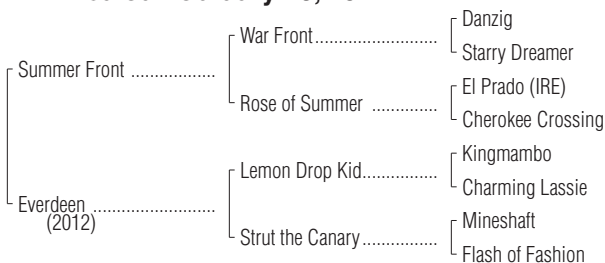 Danzig
War Front
Starry Dreamer
Summer Front
El Prado (IRE)
Rose of Summer
Cherokee Crossing
Kingmambo
Lemon Drop Kid
Charming Lassie
Everdeen
(2012)
Mineshaft
Strut the Canary
Flash of Fashion